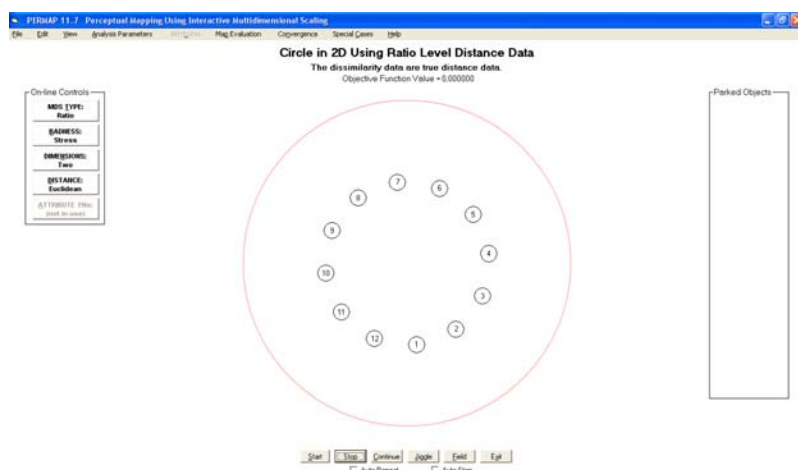 PERMAP 11.7 Perceptual Mapping Using Interactive Multidimensional Scaling
File Edit View Analysis Parameters Attributes Map Evaluation Convergence Special Cases Help
Circle in 2D Using Ratio Level Distance Data
The dissimilarity data are true distance data.
Objective Function Value = 0.000000
On-line Controls
Parked Objects
MDS TYPE:
Ratio
BADNESS:
Stress
DIMENSIONS:
Two
DISTANCE:
Euclidean
ATTRIBUTE
(not in use)
7
6
8
5
9
4
10
3
11
2
12
1
Start Stop Continue Jiggle Field Exit
Auto Repeat Auto Stop